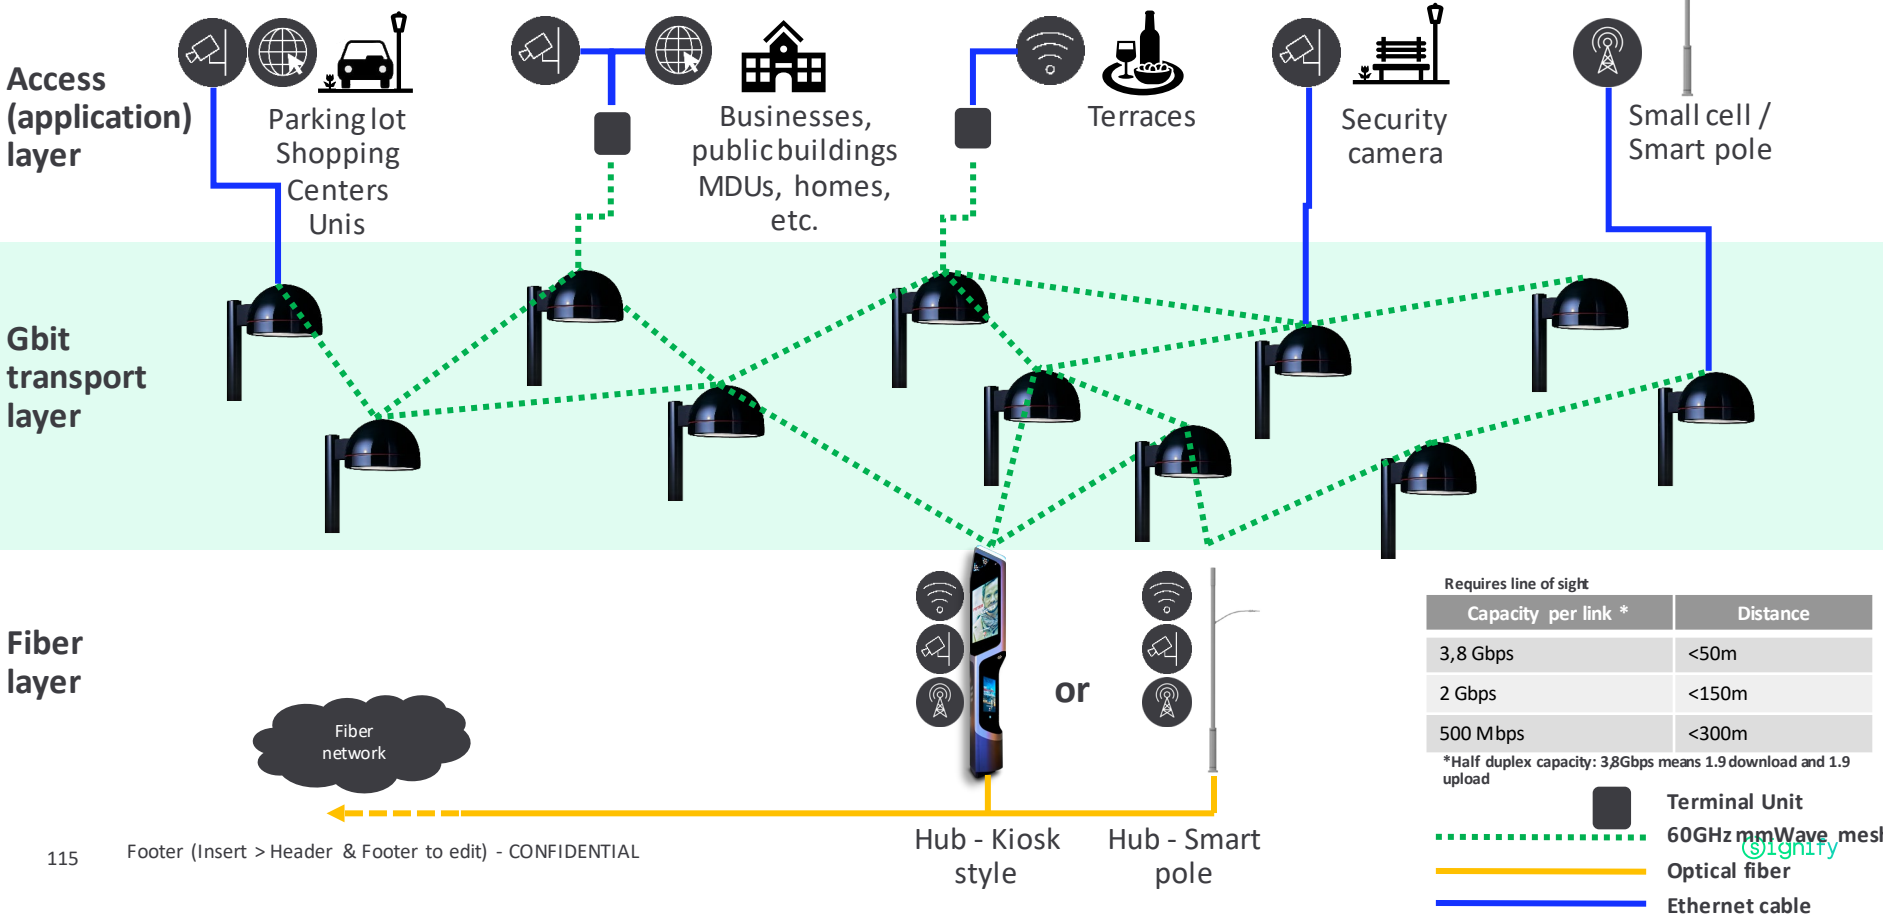 Access
(application)
layer
Parking lot
Shopping
Centers
Unis
Businesses,
public buildings
MDUs, homes,
etc.
Terraces
Security
camera
Small cell /
Smart pole
Gbit
transport
layer
Fiber
layer
Fiber
network
or
Hub - Kiosk
style
Hub - Smart
pole
Requires line of sight
Capacity per link * Distance
3,8 Gbps <50m
2 Gbps <150m
500 Mbps <300m
*Half duplex capacity: 3,8Gbps means 1.9 download and 1.9
upload
Terminal Unit
60GHz mmWave mesh
Signify
Optical fiber
Ethernet cable
115
Footer (Insert > Header & Footer to edit) - CONFIDENTIAL